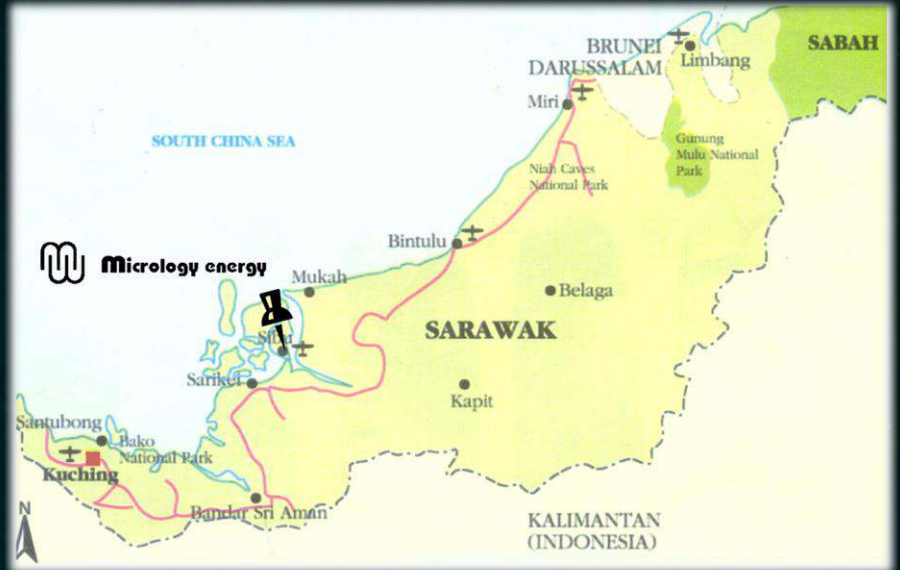 SABAH
BRUNEI
DARUSSALAM
Limbang
Miri
SOUTH CHINA SEA
Gunung
Mulu National
Park
Niah Caves
National Park
Bintulu
Micrology energy
Mukah
Belaga
SARAWAK
Sibu
Sarikei
Kapit
Santubong
Bako
National Park
Kuching
Bandar Sri Aman
N
KALIMANTAN
(INDONESIA)